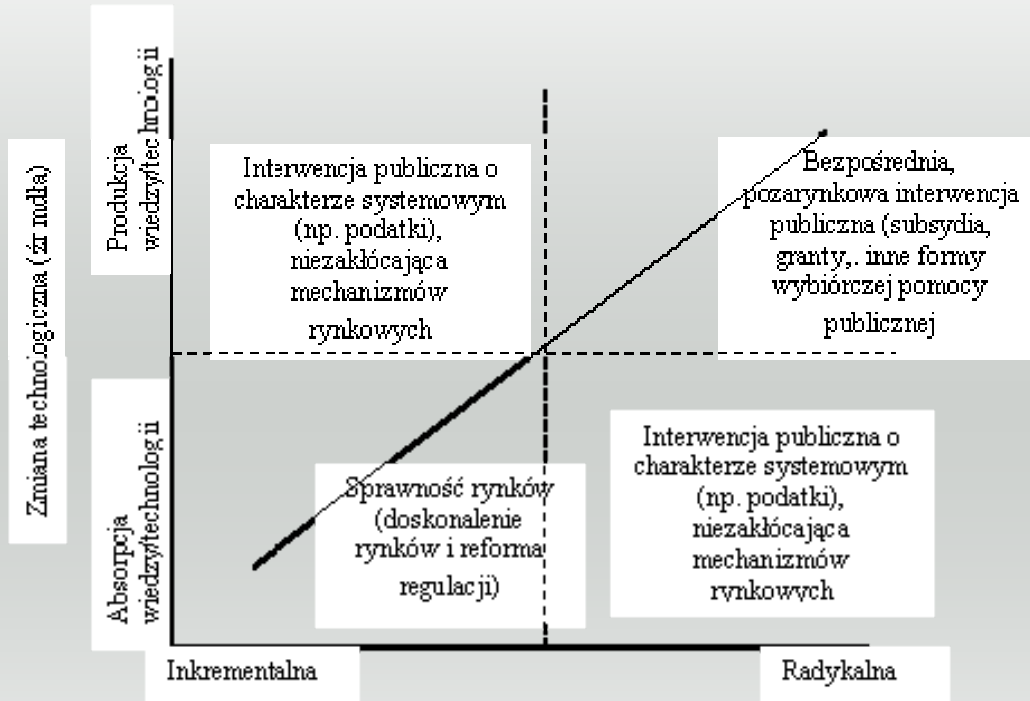 Zmiana technologiczna (źródła)
Produkcja
wiedzy/technologii
Absorpcja
wiedzy/technologii
Interwencja publiczna o
charakterze systemowym
(np. podatki),
niezakłócająca
mechanizmów
rynkowych
Bezpośrednia,
pozarynkowa interwencja
publiczna (subsydia,
granty,. inne formy
wybiórczej pomocy
publicznej
Sprawność rynków
(doskonalenie
rynków i reforma
regulacji)
Interwencja publiczna o
charakterze systemowym
(np. podatki),
niezakłócająca
mechanizmów
rynkowych
Inkrementalna
Radykalna